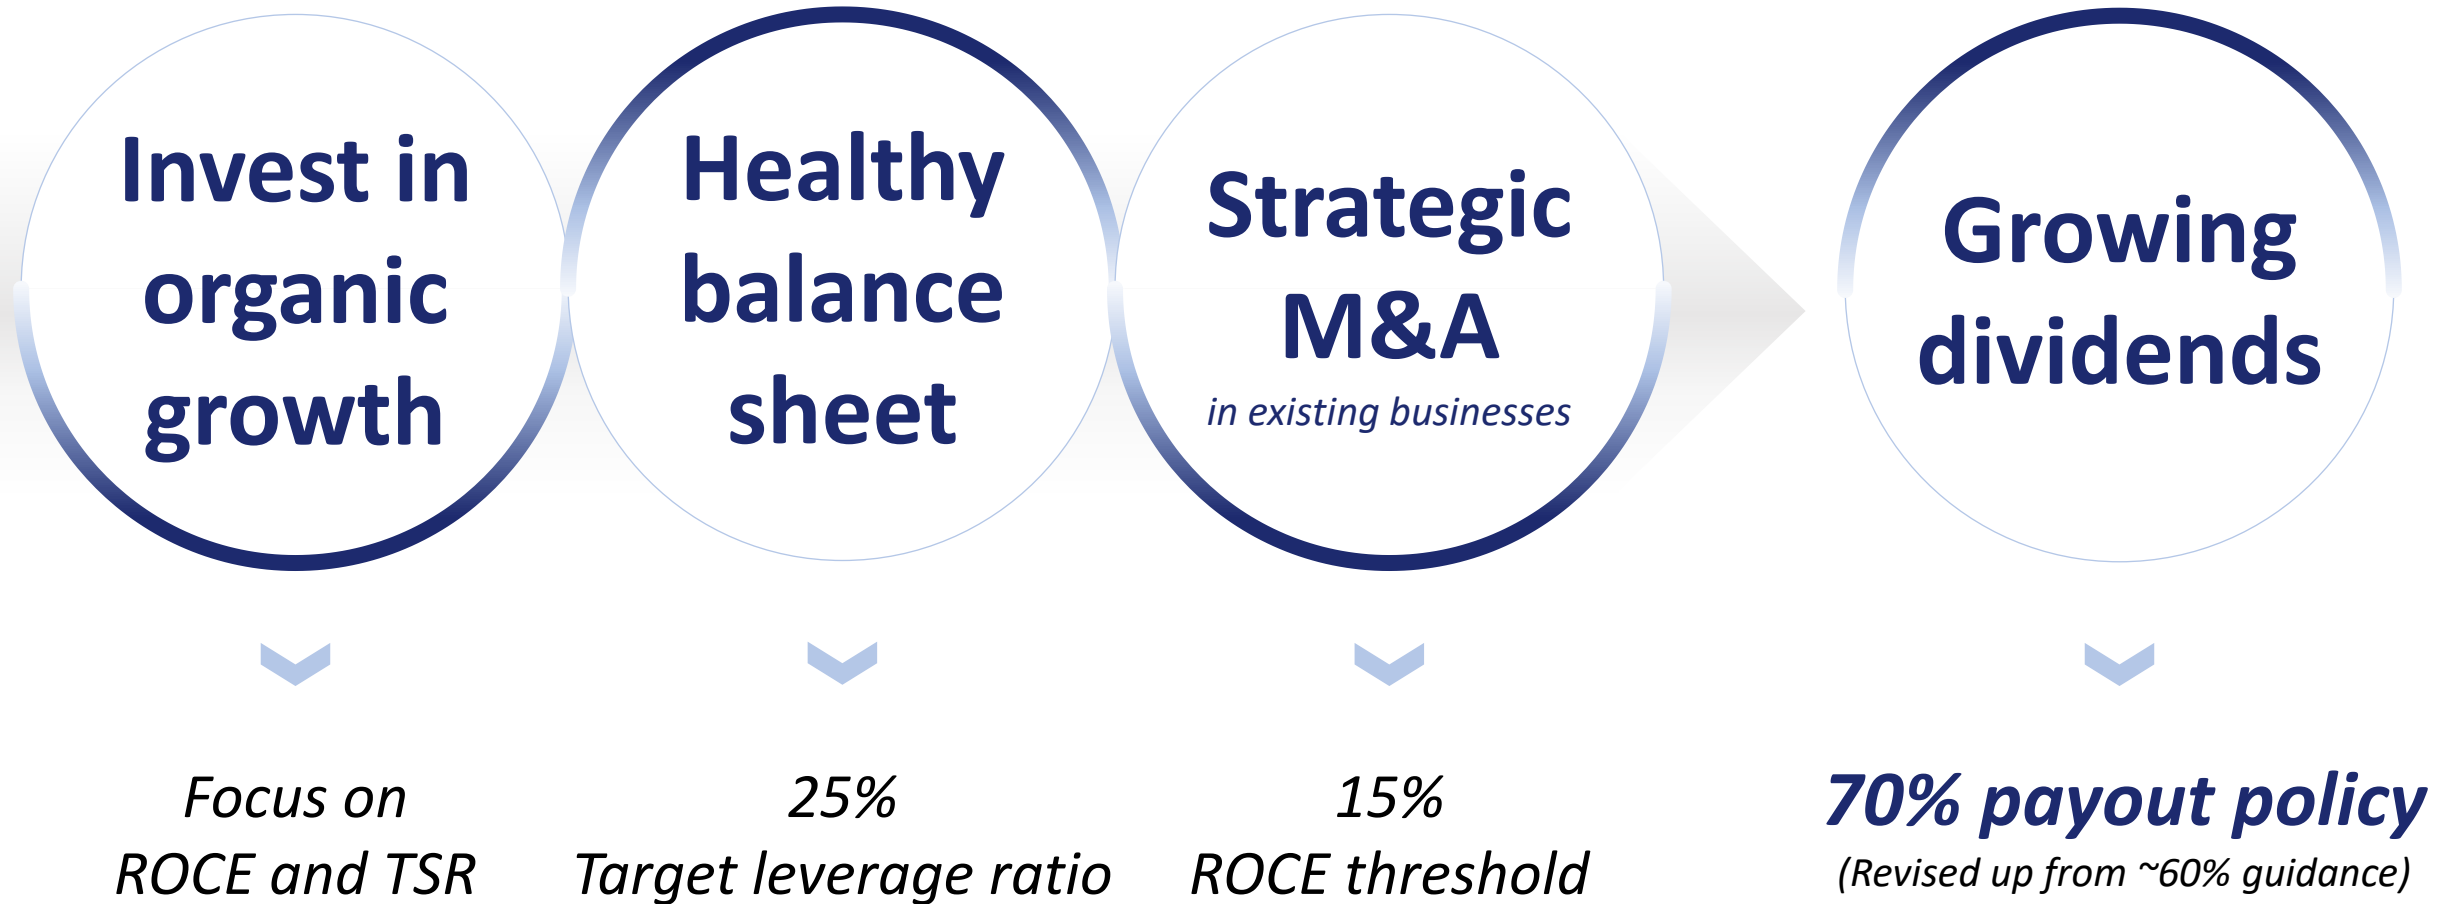 Invest in
organic
growth
Focus on
ROCE and TSR
Healthy
balance
sheet
25%
Target leverage ratio
Strategic
M&A
in existing businesses
15%
ROCE threshold
Growing
dividends
70% payout policy
(Revised up from ~60% guidance)